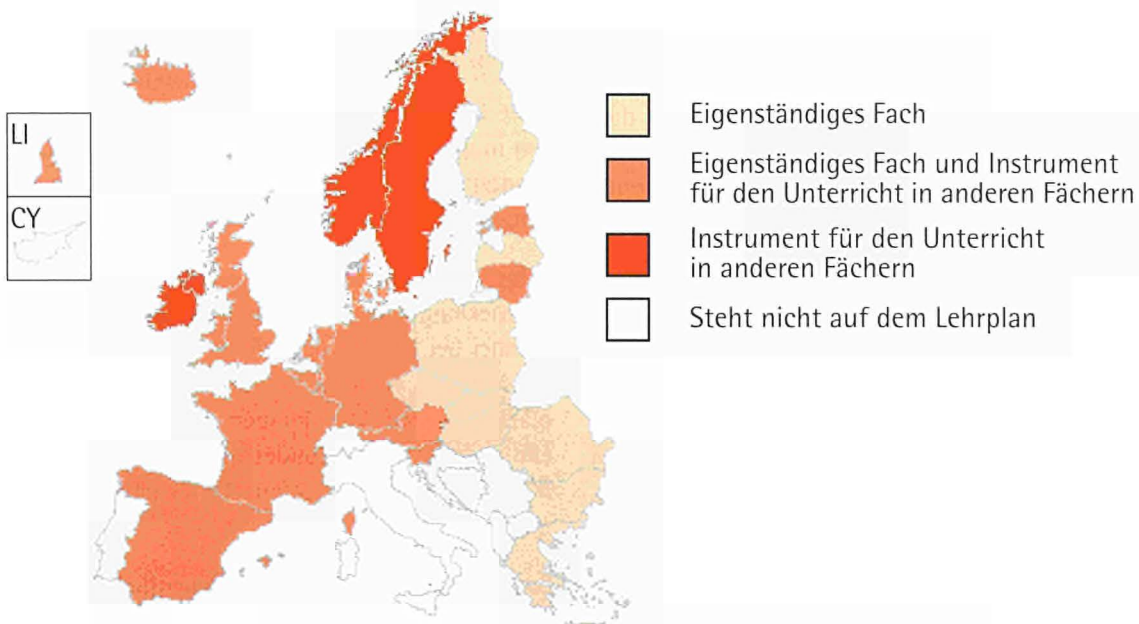 LI
CY
Eigenständiges Fach
Eigenständiges Fach und Instrument
für den Unterricht in anderen Fächern
Instrument für den Unterricht
in anderen Fächern
Steht nicht auf dem Lehrplan